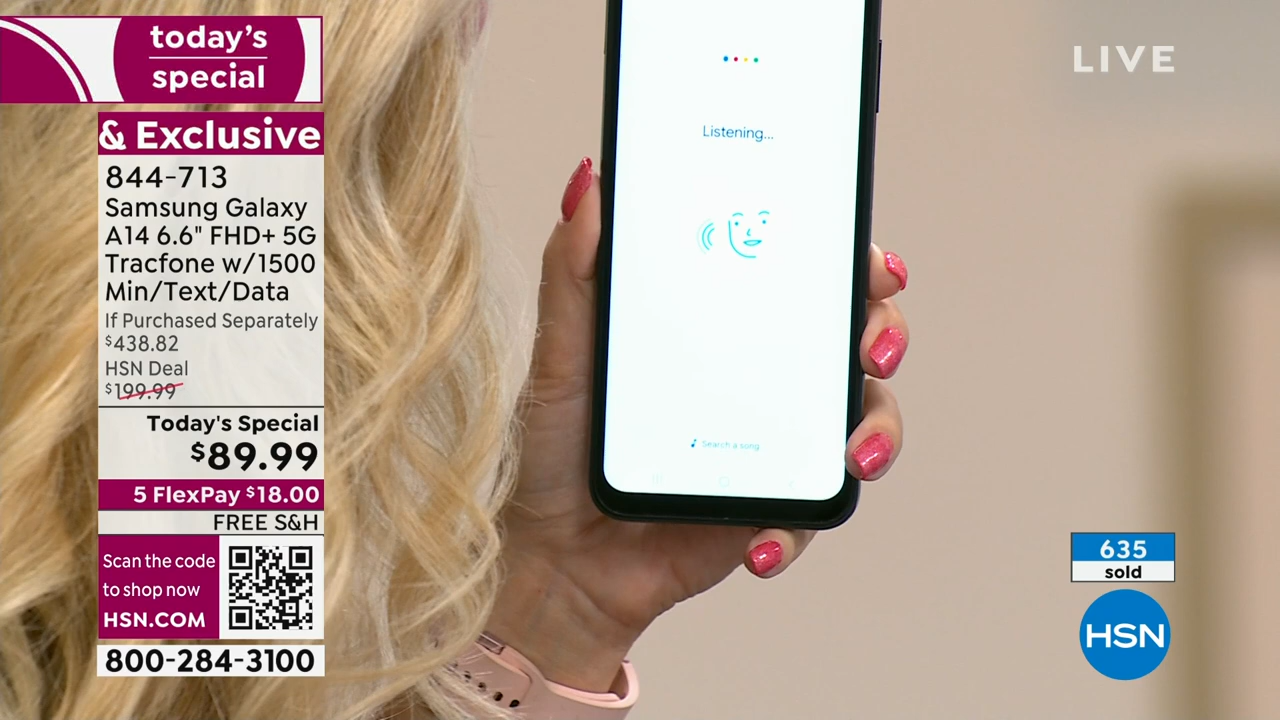 today's
special
& Exclusive
844-713
Samsung Galaxy
A14 6.6" FHD+ 5G
Tracfone w/1500
Min/Text/Data
If Purchased Separately
$438.82
HSN Deal
$199.99
Today's Special
$89.99
5 FlexPay $18.00
FREE S&H
Scan the code
to shop now
HSN.COM
800-284-3100
Listening...
Search a song
LIVE
635
sold
HSN